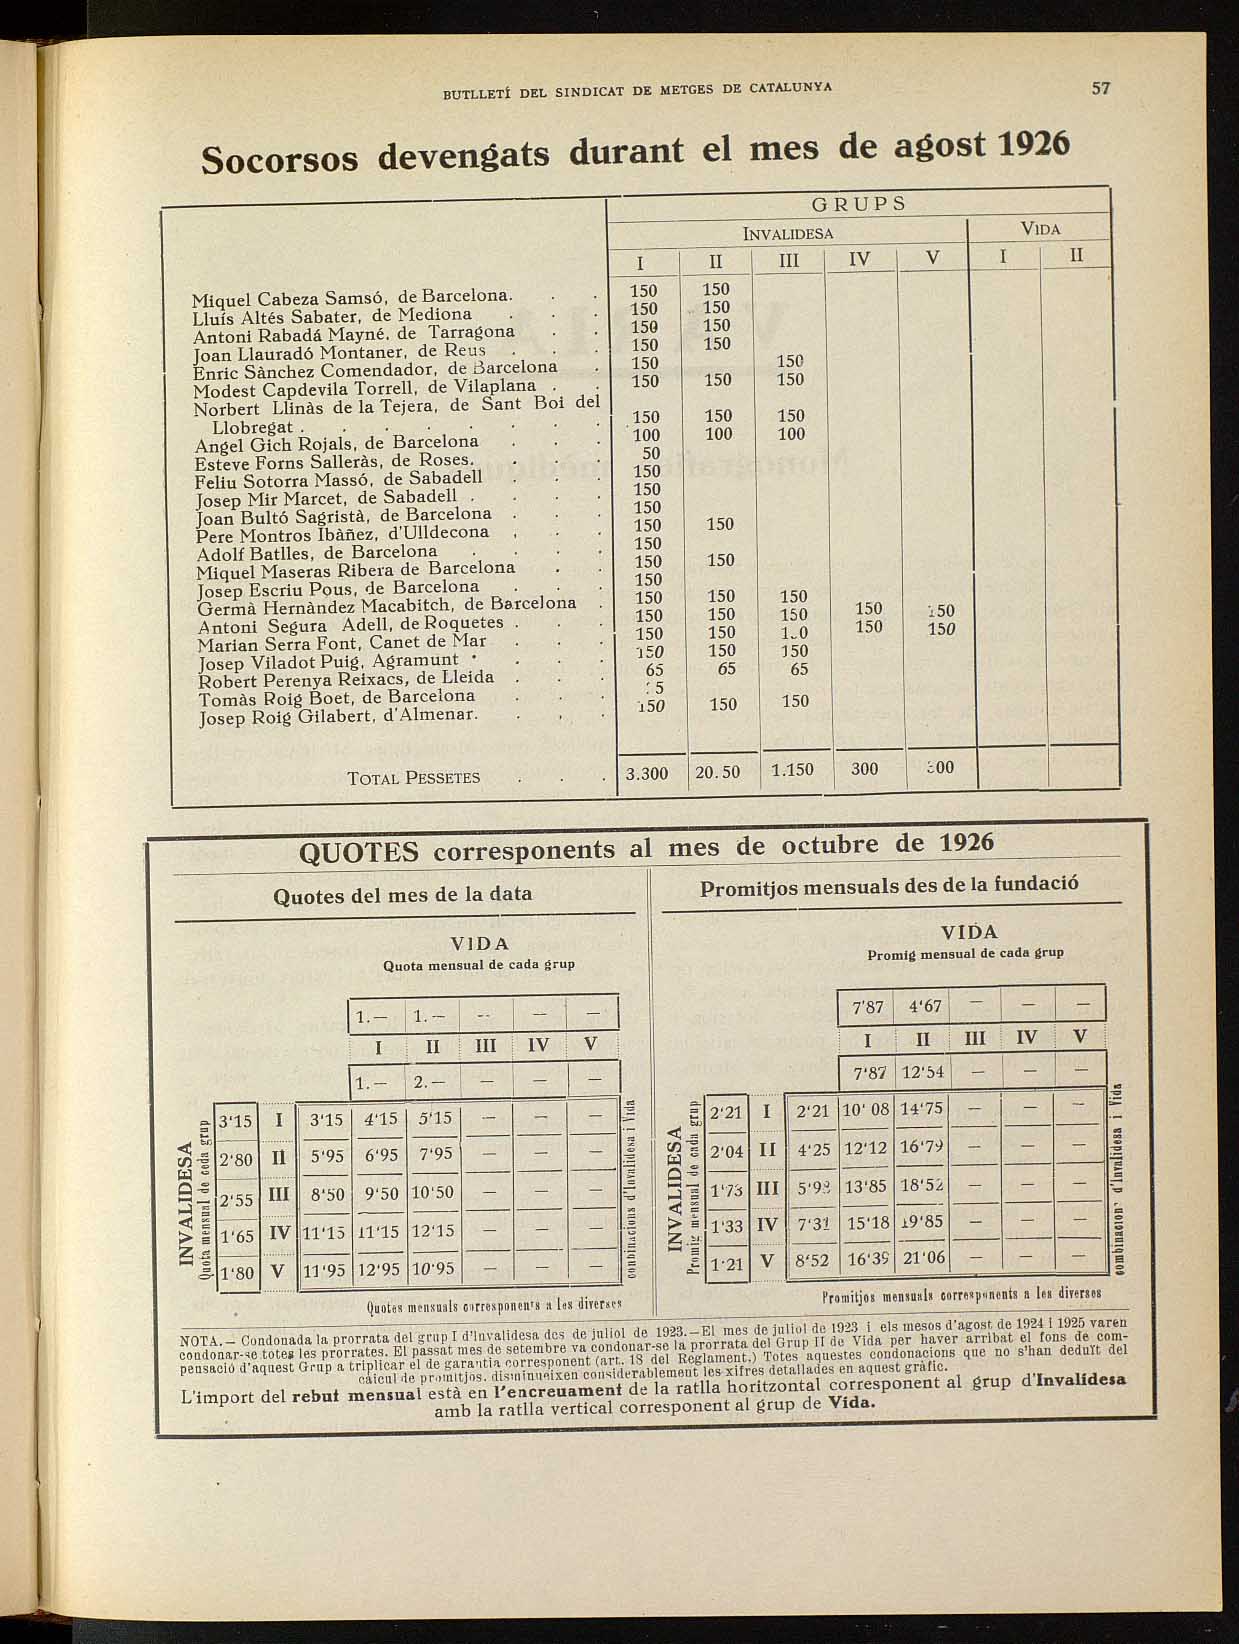 BUTLLETÍ DEL SINDICAT DE METGES DE CATALUNYA 57
Socorsos devengats durant el mes de agost 1926
GRUPS
INVALIDESA VIDA
I II III IV V I II
Miquel Cabeza Samsó, de Barcelona. . . 150 150
Lluís Altés Sabater, de Mediona . . . 150 150
Antoni Rabadá Mayné. de Tarragona . . 150 150
Joan Llauradó Montaner, de Reus . . . 150 150
Enric Sànchez Comendador, de Barcelona . 150 150
Modest Capdevila Torrell, de Vilaplana . . 150 150 150
Norbert Llinàs de la Tejera, de Sant Boi del
Llobregat . . . . . . . . 150 150 150
Angel Gich Rojals, de Barcelona . . . 100 100 100
Esteve Forns Salleràs, de Roses. . . . 50
Feliu Sotorra Massó, de Sabadell . . . 150
Josep Mir Marcet, de Sabadell . . . . 150
Joan Bultó Sagristà, de Barcelona . . . 150
Pere Montros Ibàñez, d'Ulldecona . . . 150 150
Adolf Batlles, de Barcelona . . . . 150
Miquel Maseras Ribera de Barcelona . . 150 150
Josep Escriu Pous, de Barcelona . . . 150
Germà Hernàndez Macabitch, de Barcelona . 150 150 150 150 150
Antoni Segura Adell, de Roquetes . . . 150 150 150 150 150
Marian Serra Font, Canet de Mar . . . 150 150
Josep Viladot Puig, Agramunt . . . . 150 150 150
Robert Perenya Reixacs, de Lleida . . . 65 65 65
Tomàs Roig Boet, de Barcelona . . . 5
Josep Roig Gilabert, d'Almenar. . . . 150 150 150
TOTAL PESSETES . . . 3.300 20.50 1.150 300 00
QUOTES corresponents al mes de octubre de 1926
Quotes del mes de la data
VIDA
Quota mensual de cada grup
1.— 1.— — — —
I II III IV V
1.— 2.— — — —
INVALIDESA
Quota mensual de ceda grup
3'15 I 3'15 4'15 5'15 — — —
2'80 II 5'95 6'95 7'95 — — —
2'55 III 8'50 9'50 10'50 — — —
1'65 IV 11'15 11'15 12'15 — — —
1'80 V 11'95 12'95 10'95 — — —
Quotes mensuals corresponents a les diverses
combinacions d'Invalidesa i Vida
Promitjos mensuals des de la fundació
VIDA
Promig mensual de cada grup
7'87 4'67 — — —
I II III IV V
7'87 12'54 — — —
INVALIDESA
Promig mensual de cada grup
2'21 I 2'21 10'08 14'75 — — —
2'04 II 4'25 12'12 16'79 — — —
1'73 III 13'85 18'52 — — —
1'33 IV 7'31 15'18 19'85 — — —
1'21 V 8'52 16'39 21'06 — — —
Promitjos mensuals corresponents a les diverses
combinacions d'Invalidesa i Vida
NOTA.— Condonada la prorrata del grup I d'Invalidesa des de juliol de 1923.—El mes de juliol de 1923 i els mesos d'agost de 1924 i 1925 varen
condonar-se totes les prorrates. El passat mes de setembre va condonar-se la prorrata del Grup II de Vida per haver arribat el fons de com-
pensació d'aquest Grup a triplicar el de garantia corresponent (art. 18 del Reglament.) Totes aquestes condonacions que no s'han deduït del
càlcul de promitjos. disminueixen considerablement les xifres detallades en aquest gràfic.
L'import del rebut mensual està en l'encreuament de la ratlla horitzontal corresponent al grup d'Invalidesa
amb la ratlla vertical corresponent al grup de Vida.